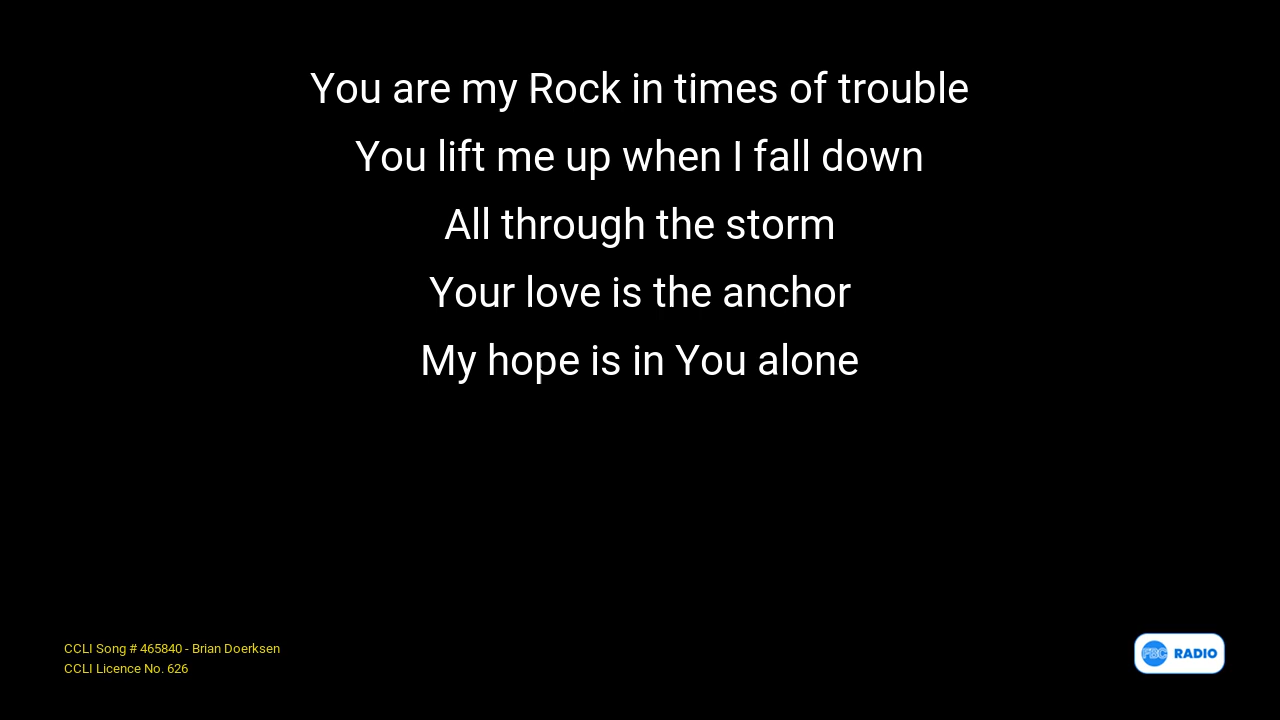 You are my Rock in times of trouble
You lift me up when I fall down
All through the storm
Your love is the anchor
My hope is in You alone
CCLI Song # 465840 - Brian Doerksen
CCLI Licence No. 626
FBC RADIO